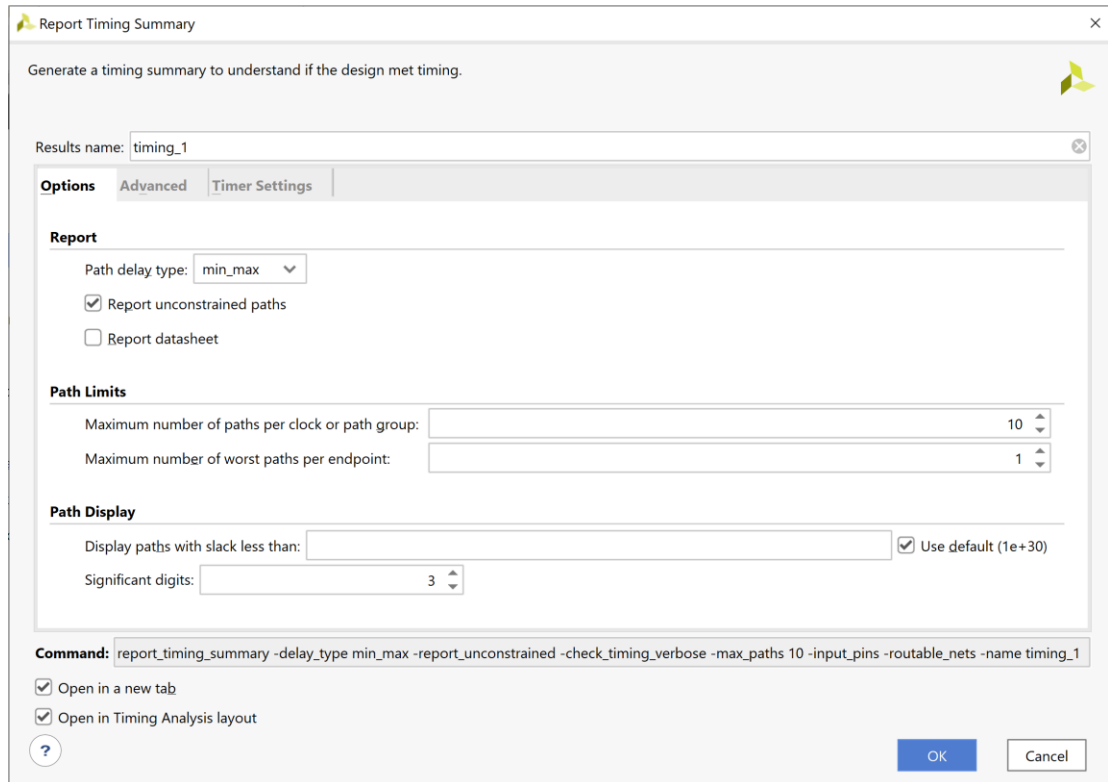 Report Timing Summary
Generate a timing summary to understand if the design met timing.
Results name: timing_1
Options Advanced Timer Settings
Report
Path delay type: min_max
Report unconstrained paths
Report datasheet
Path Limits
Maximum number of paths per clock or path group: 10
Maximum number of worst paths per endpoint: 1
Path Display
Display paths with slack less than: Use default (1e+30)
Significant digits: 3
Command: report_timing_summary -delay_type min_max -report_unconstrained -check_timing_verbose -max_paths 10 -input_pins -routable_nets -name timing_1
Open in a new tab
Open in Timing Analysis layout
? OK Cancel